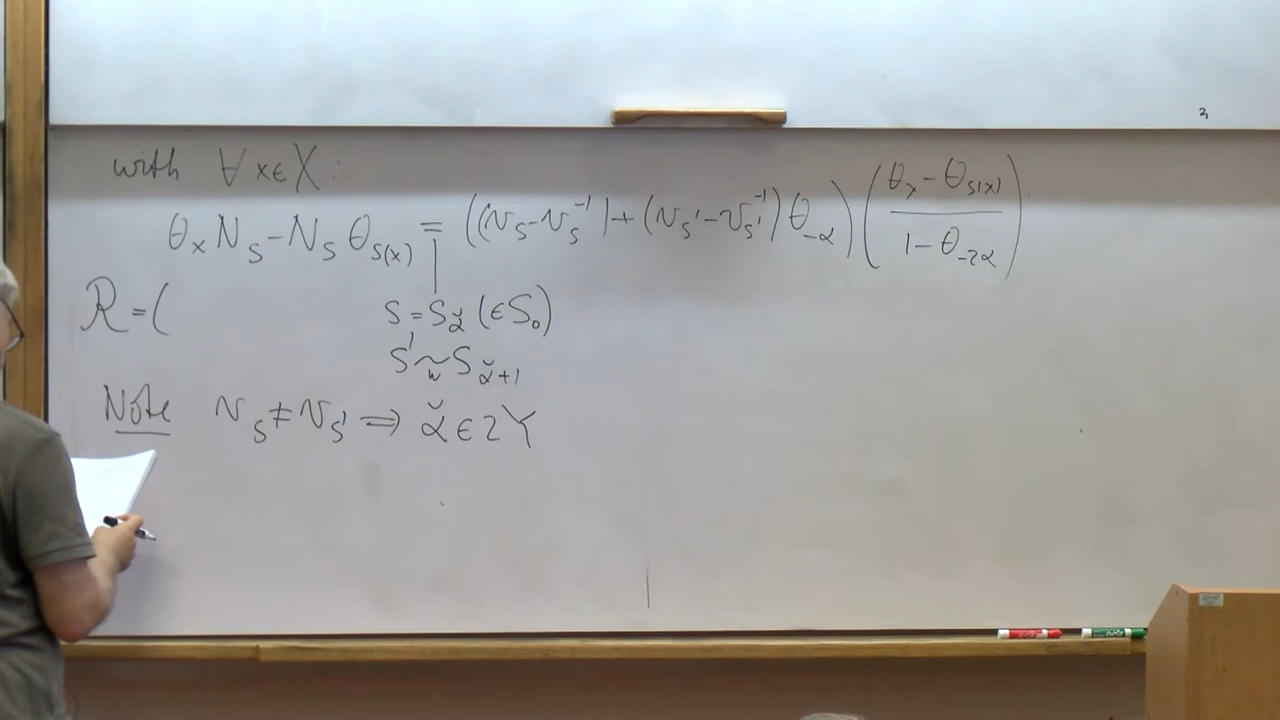 with ∀ x∈X:
θ_x N_s − N_s θ_{s(x)} = ((v_s − v_s^{-1}) + (v_{s'} − v_{s'}^{-1}) θ_{-α}) ( (θ_x − θ_{s(x)}) / (1 − θ_{-2α}) )
R = (
s = s_{α̌} (∈ S_0)
s' ~_W s_{α̌+1}
Note v_s ≠ v_{s'} ⟹ α̌ ∈ 2Y